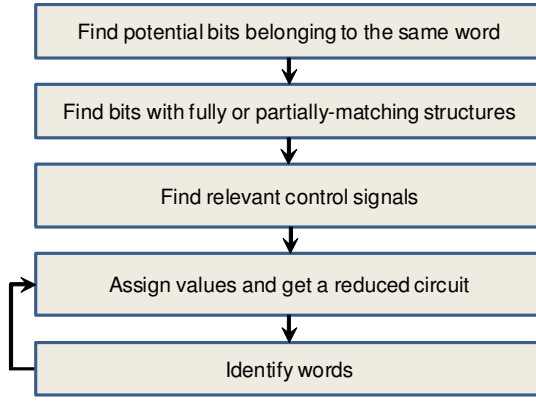 Find potential bits belonging to the same word
Find bits with fully or partially-matching structures
Find relevant control signals
Assign values and get a reduced circuit
Identify words